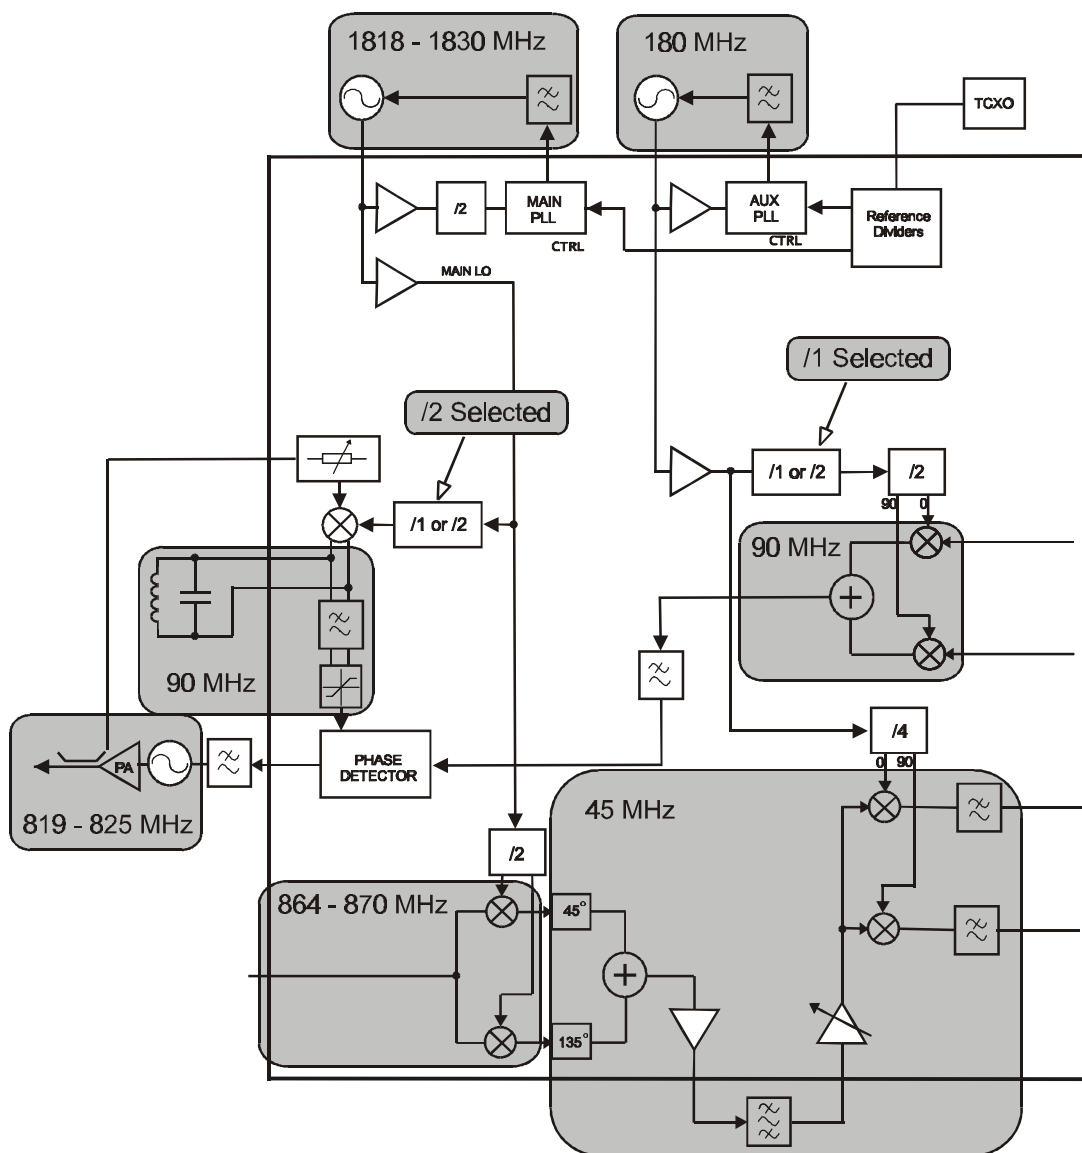 1818 - 1830 MHz
180 MHz
TCXO
/2
MAIN
PLL
CTRL
AUX
PLL
CTRL
Reference
Dividers
MAIN LO
/1 Selected
/2 Selected
/1 or /2
/2
90
0
/1 or /2
90 MHz
90 MHz
PHASE
DETECTOR
PA
819 - 825 MHz
/4
0
90
45 MHz
/2
864 - 870 MHz
45°
135°